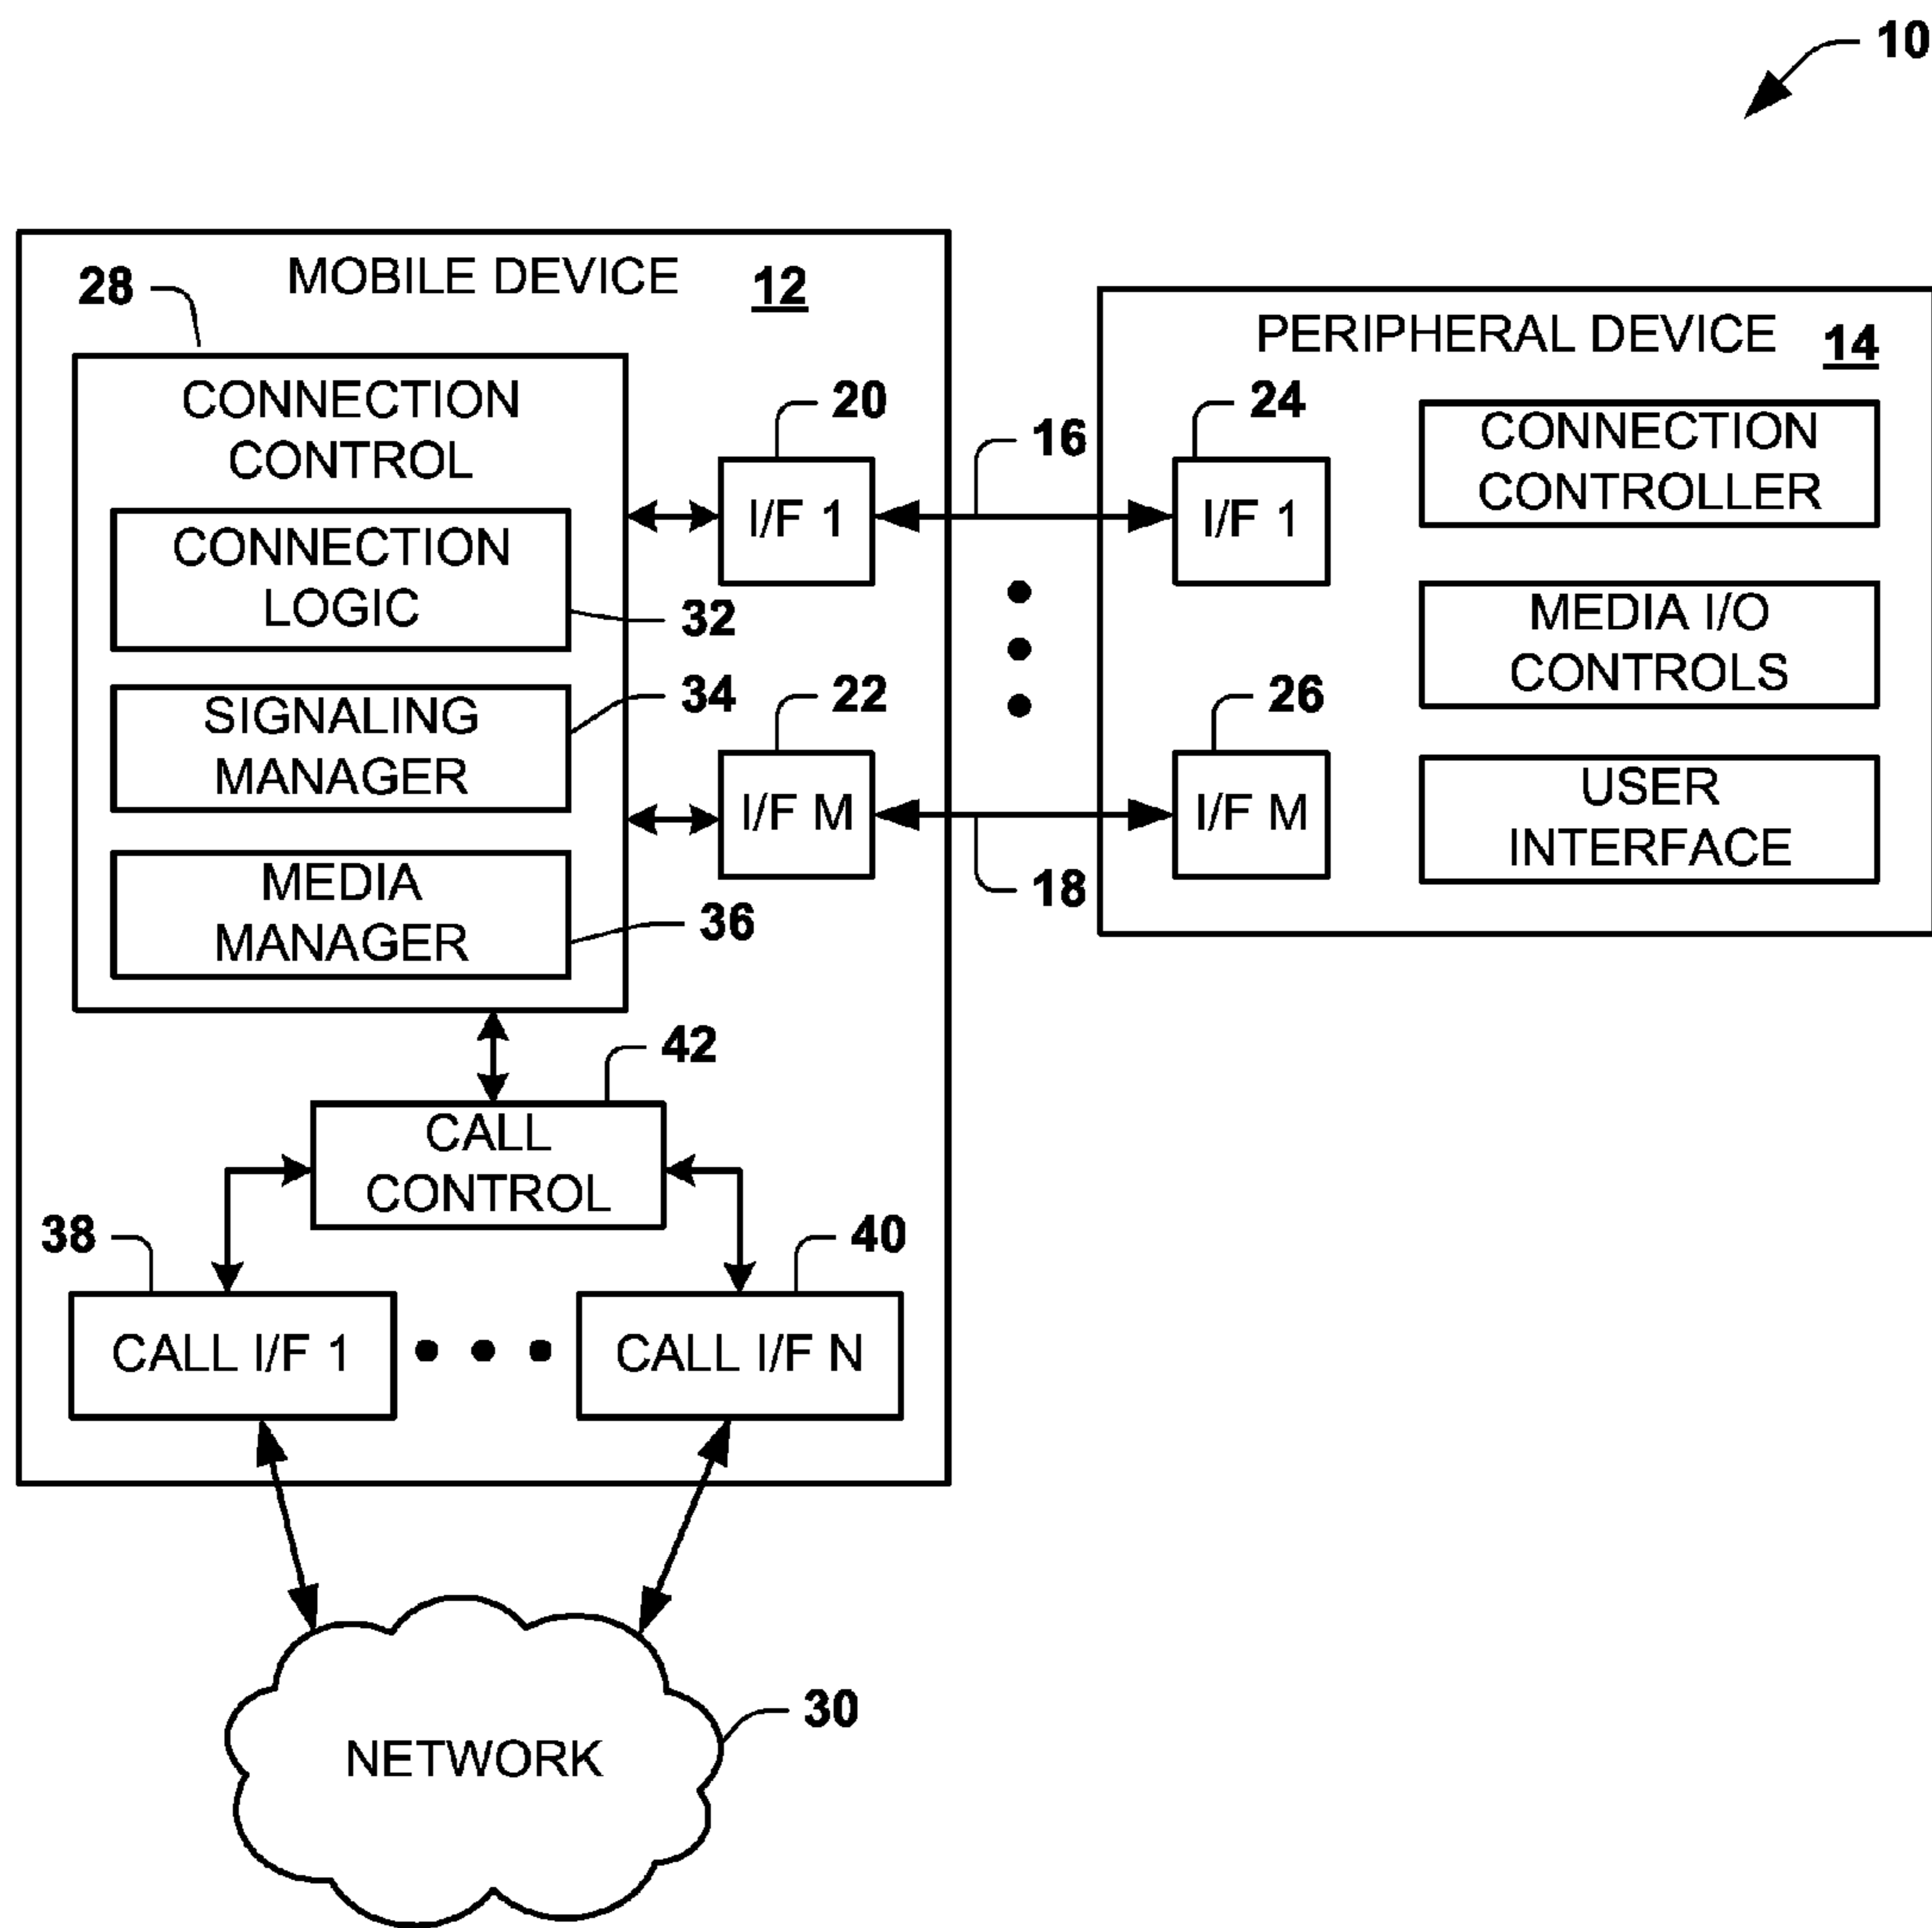 10
MOBILE DEVICE 12
28
CONNECTION
CONTROL
CONNECTION
LOGIC
32
SIGNALING
MANAGER
34
MEDIA
MANAGER
36
20
I/F 1
22
I/F M
16
18
PERIPHERAL DEVICE 14
24
I/F 1
26
I/F M
CONNECTION
CONTROLLER
MEDIA I/O
CONTROLS
USER
INTERFACE
42
CALL
CONTROL
38
CALL I/F 1
40
CALL I/F N
NETWORK
30